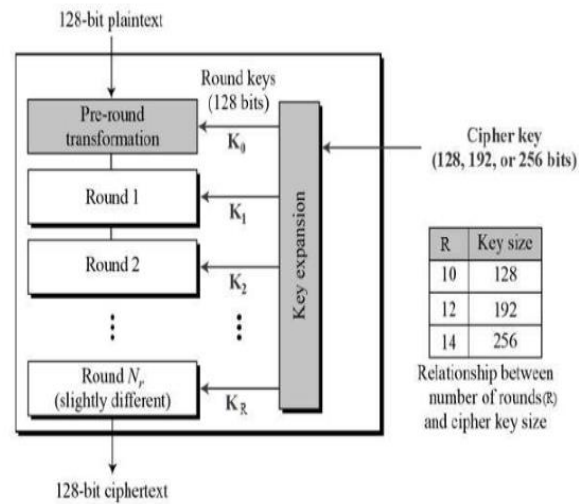 128-bit plaintext
Round keys
(128 bits)
Pre-round
transformation
K₀
Cipher key
(128, 192, or 256 bits)
Round 1
K₁
Round 2
K₂
Key expansion
R Key size
10 128
12 192
14 256
Round Nᵣ
(slightly different)
K_R
Relationship between
number of rounds(R)
and cipher key size
128-bit ciphertext